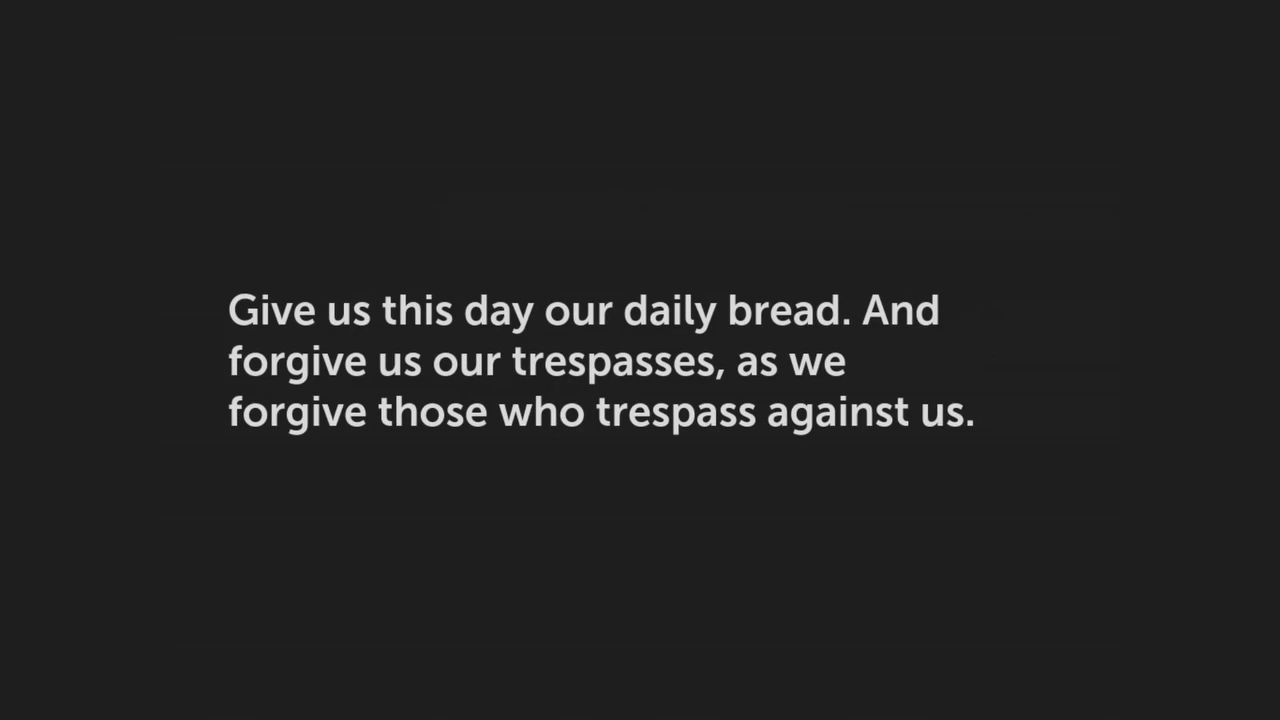 Give us this day our daily bread. And
forgive us our trespasses, as we
forgive those who trespass against us.